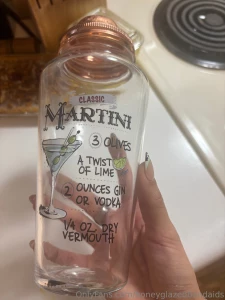 CLASSIC
MARTINI
3 OLIVES
A TWIST
OF LIME
2 OUNCES GIN
OR VODKA
1/4 OZ. DRY
VERMOUTH